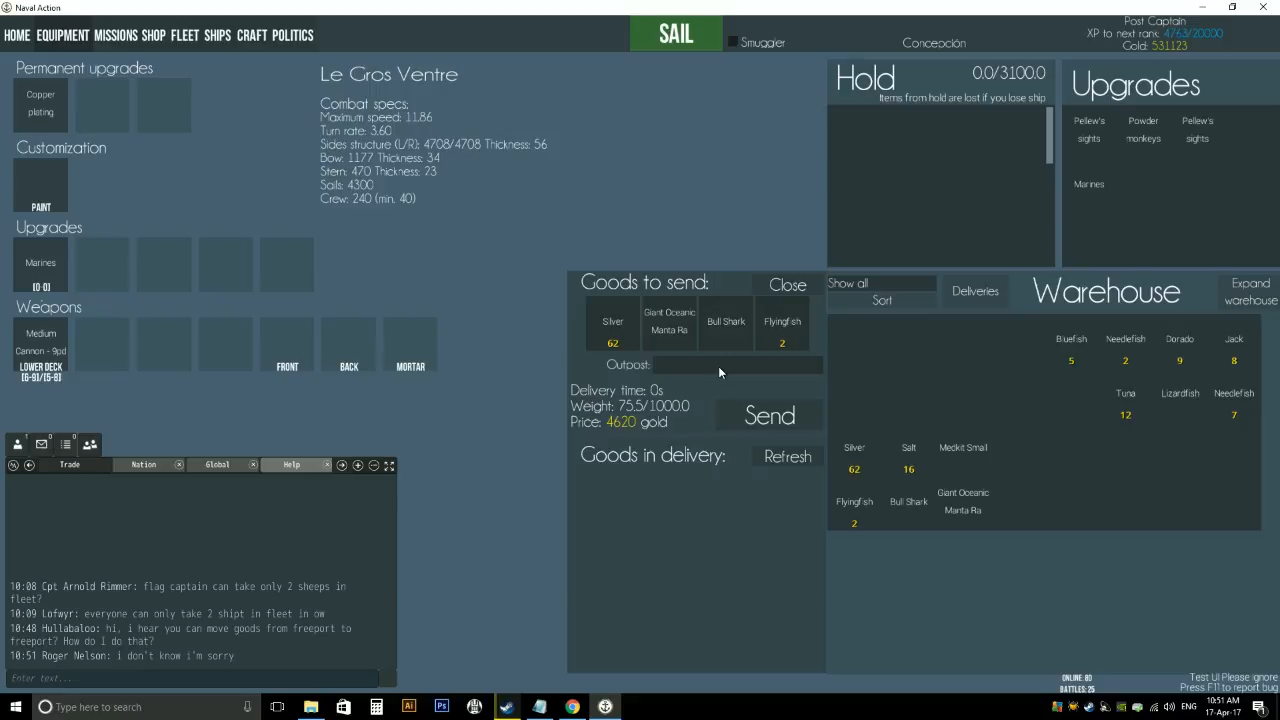 Naval Action
HOME EQUIPMENT MISSIONS SHOP FLEET SHIPS CRAFT POLITICS
SAIL
Smuggler
Concepción
Post Captain
XP to next rank: 4763/20000
Gold: 531123
Permanent upgrades
Copper
plating
Customization
PAINT
Upgrades
Marines
[0-0]
Weapons
Medium
Cannon - 9pd
LOWER DECK
[6-9]/[5-8]
FRONT
BACK
MORTAR
Le Gros Ventre
Combat specs:
Maximum speed: 11.86
Turn rate: 3.60
Sides structure (L/R): 4708/4708 Thickness: 56
Bow: 1177 Thickness: 34
Stern: 470 Thickness: 23
Sails: 4300
Crew: 240 (min. 40)
Hold 0.0/3100.0
Items from hold are lost if you lose ship
Upgrades
Pellew's
sights
Powder
monkeys
Pellew's
sights
Marines
Goods to send:
Close
Silver
62
Giant Oceanic
Manta Ra
Bull Shark
Flyingfish
2
Outpost:
Delivery time: 0s
Weight: 75.5/1000.0
Price: 4620 gold
Send
Goods in delivery:
Refresh
Show all
Sort
Deliveries
Warehouse
Expand
warehouse
Bluefish
5
Needlefish
2
Dorado
9
Jack
8
Tuna
12
Lizardfish
Needlefish
7
Silver
62
Salt
16
Medkit Small
Flyingfish
2
Bull Shark
Giant Oceanic
Manta Ra
1
0
0
Trade
Nation
Global
Help
10:08 Cpt Arnold Rimmer: flag captain can take only 2 sheeps in
fleet?
10:09 Lofwyr: everyone can only take 2 shipt in fleet in ow
10:48 Hullabaloo: hi, i hear you can move goods from freeport to
freeport? How do I do that?
10:51 Roger Nelson: i don't know i'm sorry
Enter text...
ONLINE: 80
BATTLES: 25
Test UI Please Ignore
Press F11 to report bug
Type here to search
Ai
Ps
10:51 AM
17-Apr-17